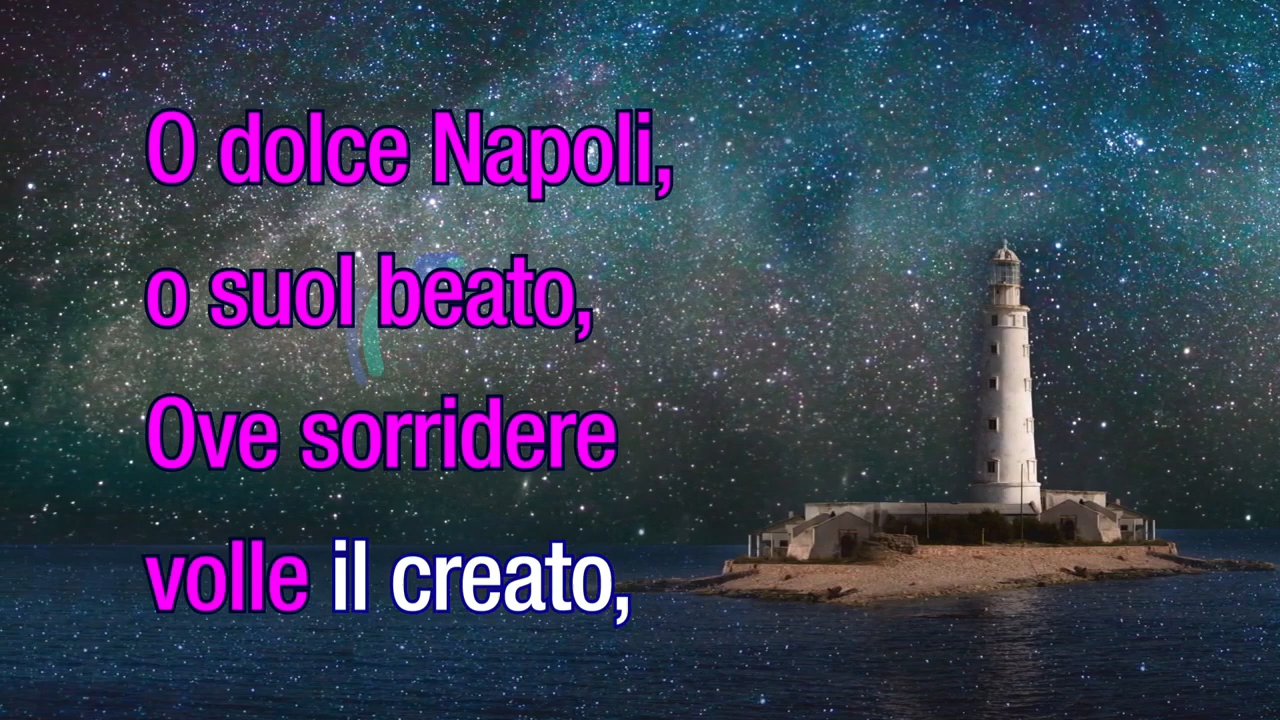 O dolce Napoli,
o suol beato,
Ove sorridere
volle il creato,